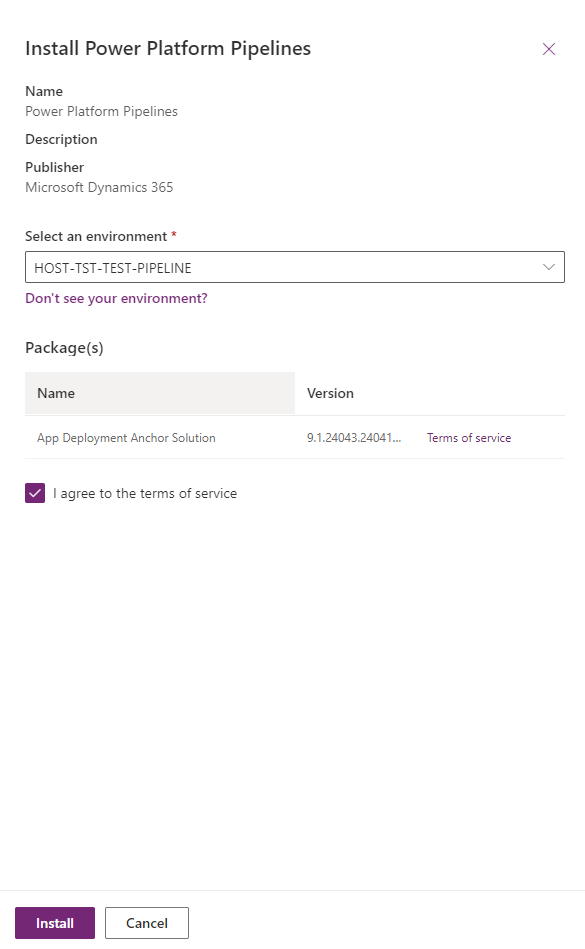 Install Power Platform Pipelines
Name
Power Platform Pipelines
Description
Publisher
Microsoft Dynamics 365
Select an environment *
HOST-TST-TEST-PIPELINE
Don't see your environment?
Package(s)
Name Version
App Deployment Anchor Solution 9.1.24043.24041... Terms of service
I agree to the terms of service
Install Cancel